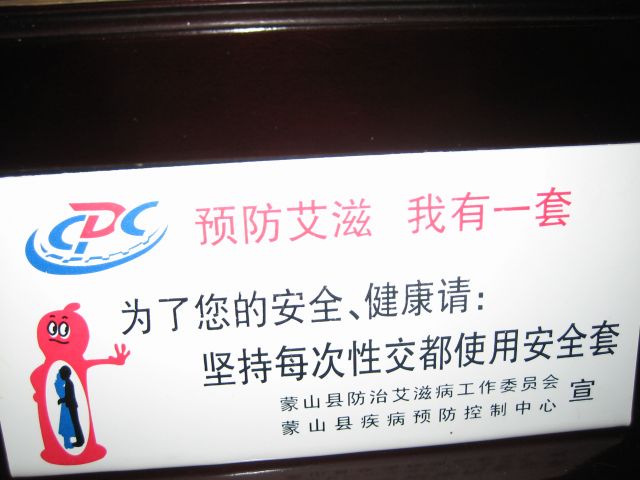 CDC 预防艾滋 我有一套
为了您的安全、健康请：
坚持每次性交都使用安全套
蒙山县防治艾滋病工作委员会
蒙山县疾病预防控制中心 宣